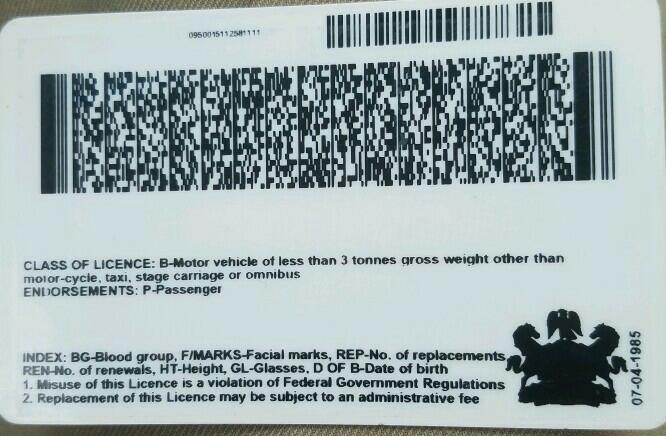 0950015112581111
CLASS OF LICENCE: B-Motor vehicle of less than 3 tonnes gross weight other than
motor-cycle, taxi, stage carriage or omnibus
ENDORSEMENTS: P-Passenger
INDEX: BG-Blood group, F/MARKS-Facial marks, REP-No. of replacements,
REN-No. of renewals, HT-Height, GL-Glasses, D OF B-Date of birth
1. Misuse of this Licence is a violation of Federal Government Regulations
2. Replacement of this Licence may be subject to an administrative fee
07-04-1985